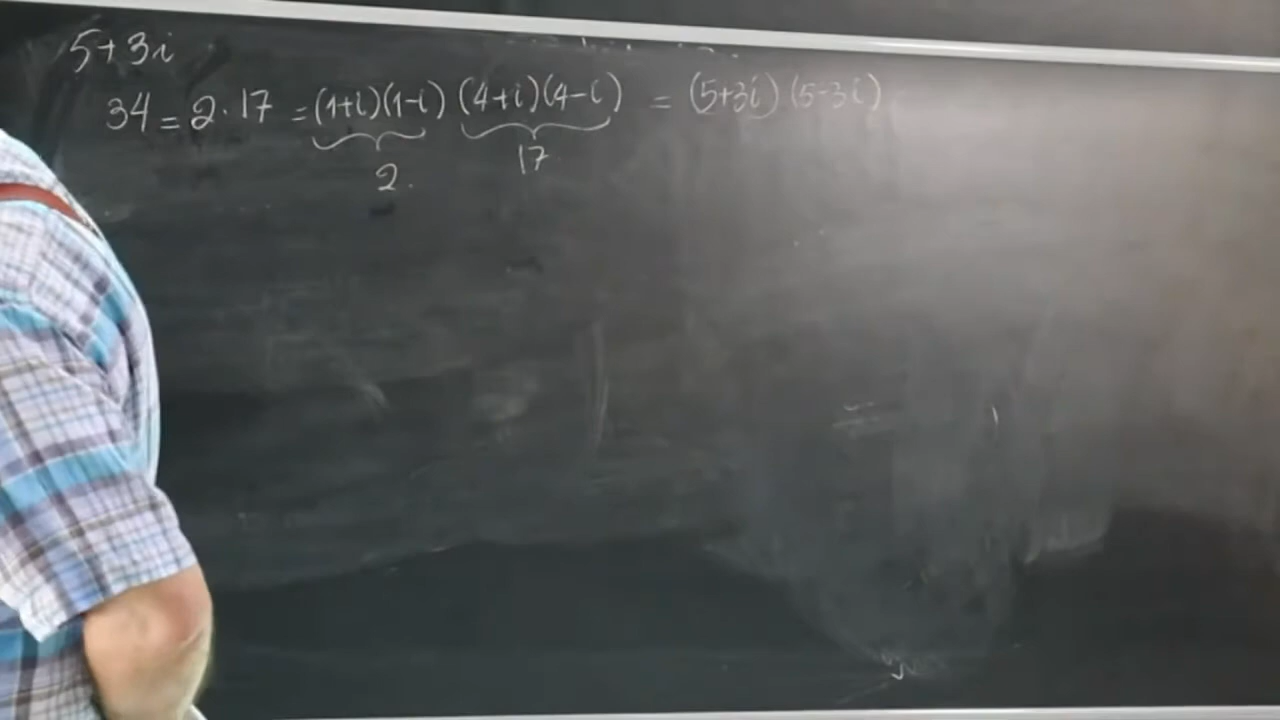 5+3i
34 = 2·17 = (1+i)(1-i) (4+i)(4-i) = (5+3i) (5-3i)
2.
17